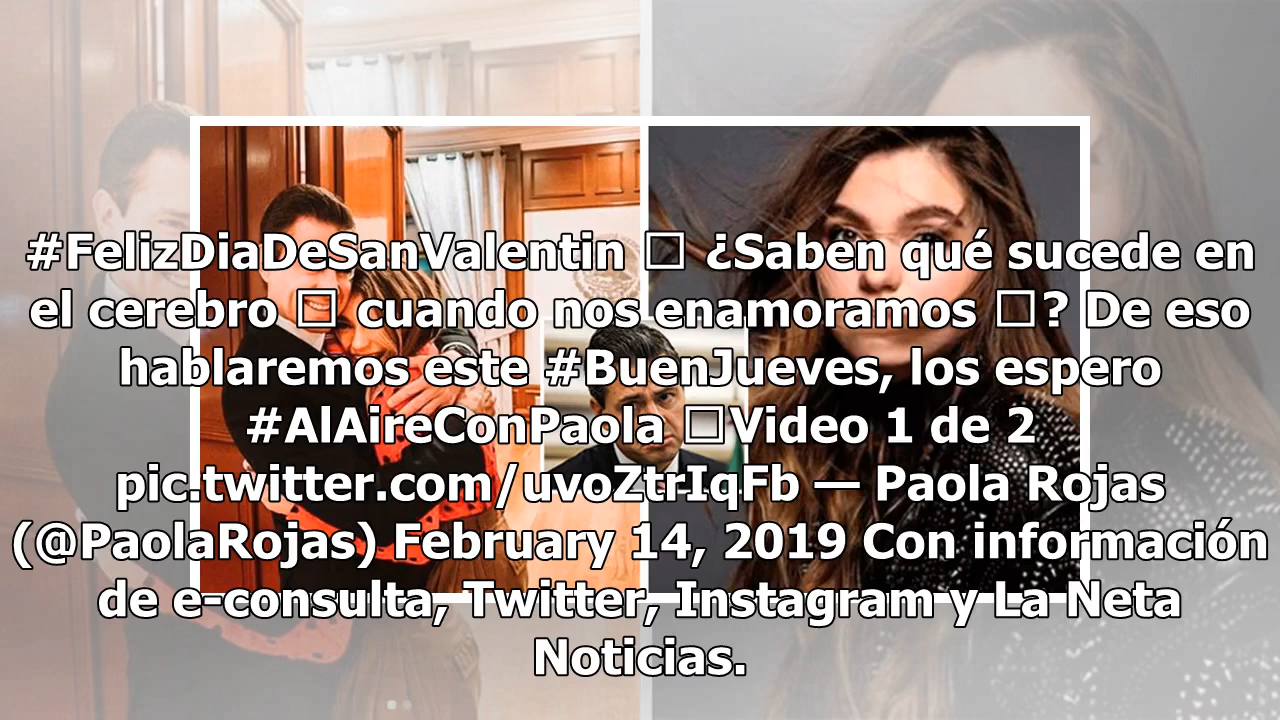 #FelizDiaDeSanValentin □ ¿Saben qué sucede en
el cerebro □ cuando nos enamoramos □? De eso
hablaremos este #BuenJueves, los espero
#AlAireConPaola □Video 1 de 2
pic.twitter.com/uvoZtrIqFb — Paola Rojas
(@PaolaRojas) February 14, 2019 Con información
de e-consulta, Twitter, Instagram y La Neta
Noticias.